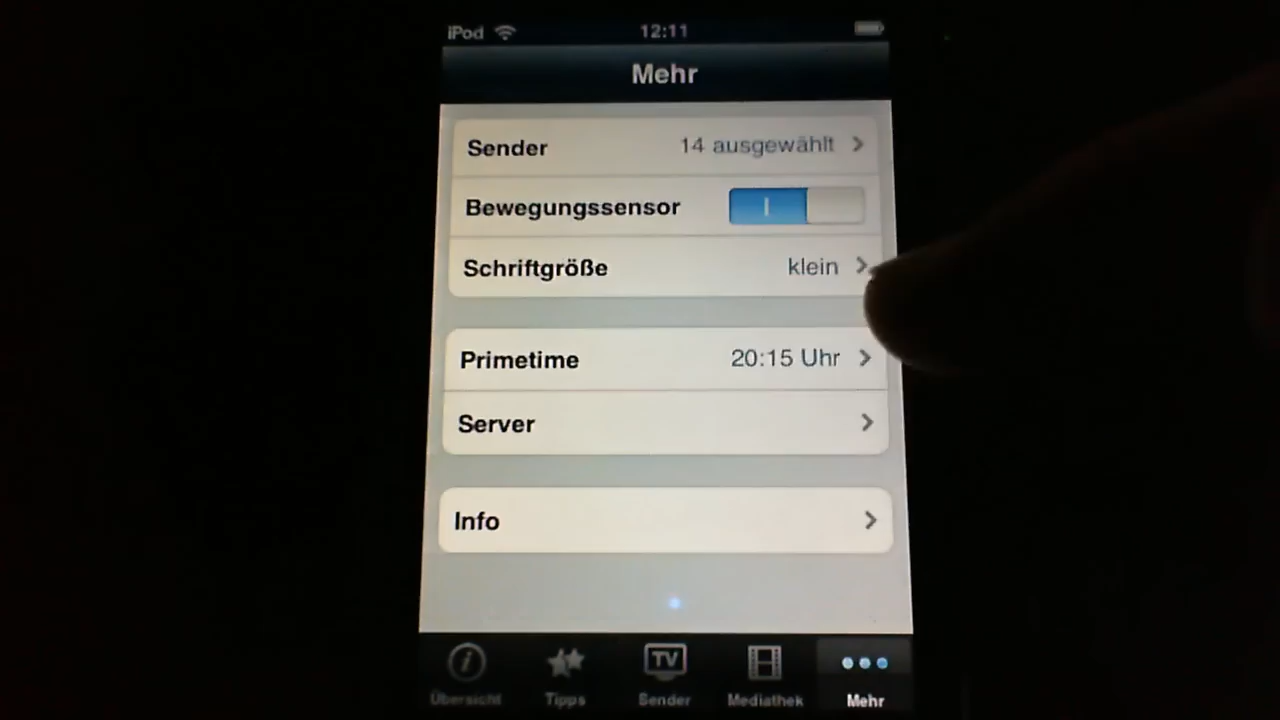 iPod 12:11
Mehr
Sender 14 ausgewählt
Bewegungssensor
Schriftgröße klein
Primetime 20:15 Uhr
Server
Info
TV
Übersicht Tipps Sender Mediathek Mehr